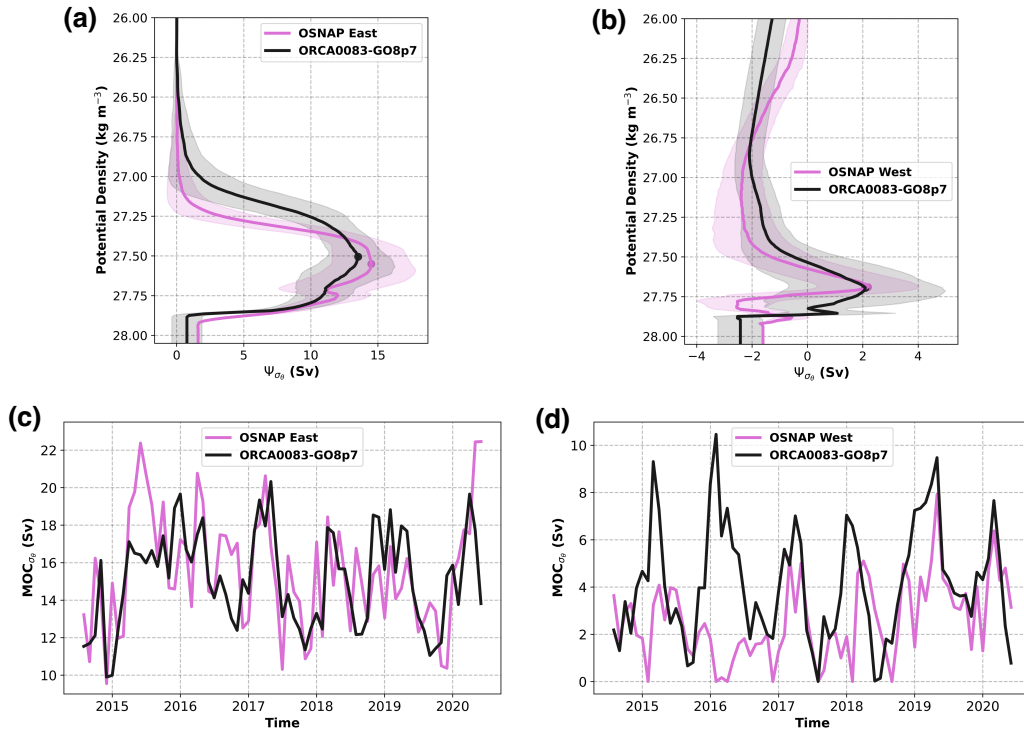 (a)
OSNAP East
ORCA0083-GO8p7
Potential Density (kg m⁻³)
26.00
26.25
26.50
26.75
27.00
27.25
27.50
27.75
28.00
0
5
10
15
Ψσθ (Sv)
(b)
OSNAP West
ORCA0083-GO8p7
Potential Density (kg m⁻³)
26.00
26.25
26.50
26.75
27.00
27.25
27.50
27.75
28.00
−4
−2
0
2
4
Ψσθ (Sv)
(c)
OSNAP East
ORCA0083-GO8p7
MOCσθ (Sv)
22
20
18
16
14
12
10
2015
2016
2017
2018
2019
2020
Time
(d)
OSNAP West
ORCA0083-GO8p7
MOCσθ (Sv)
10
8
6
4
2
0
2015
2016
2017
2018
2019
2020
Time